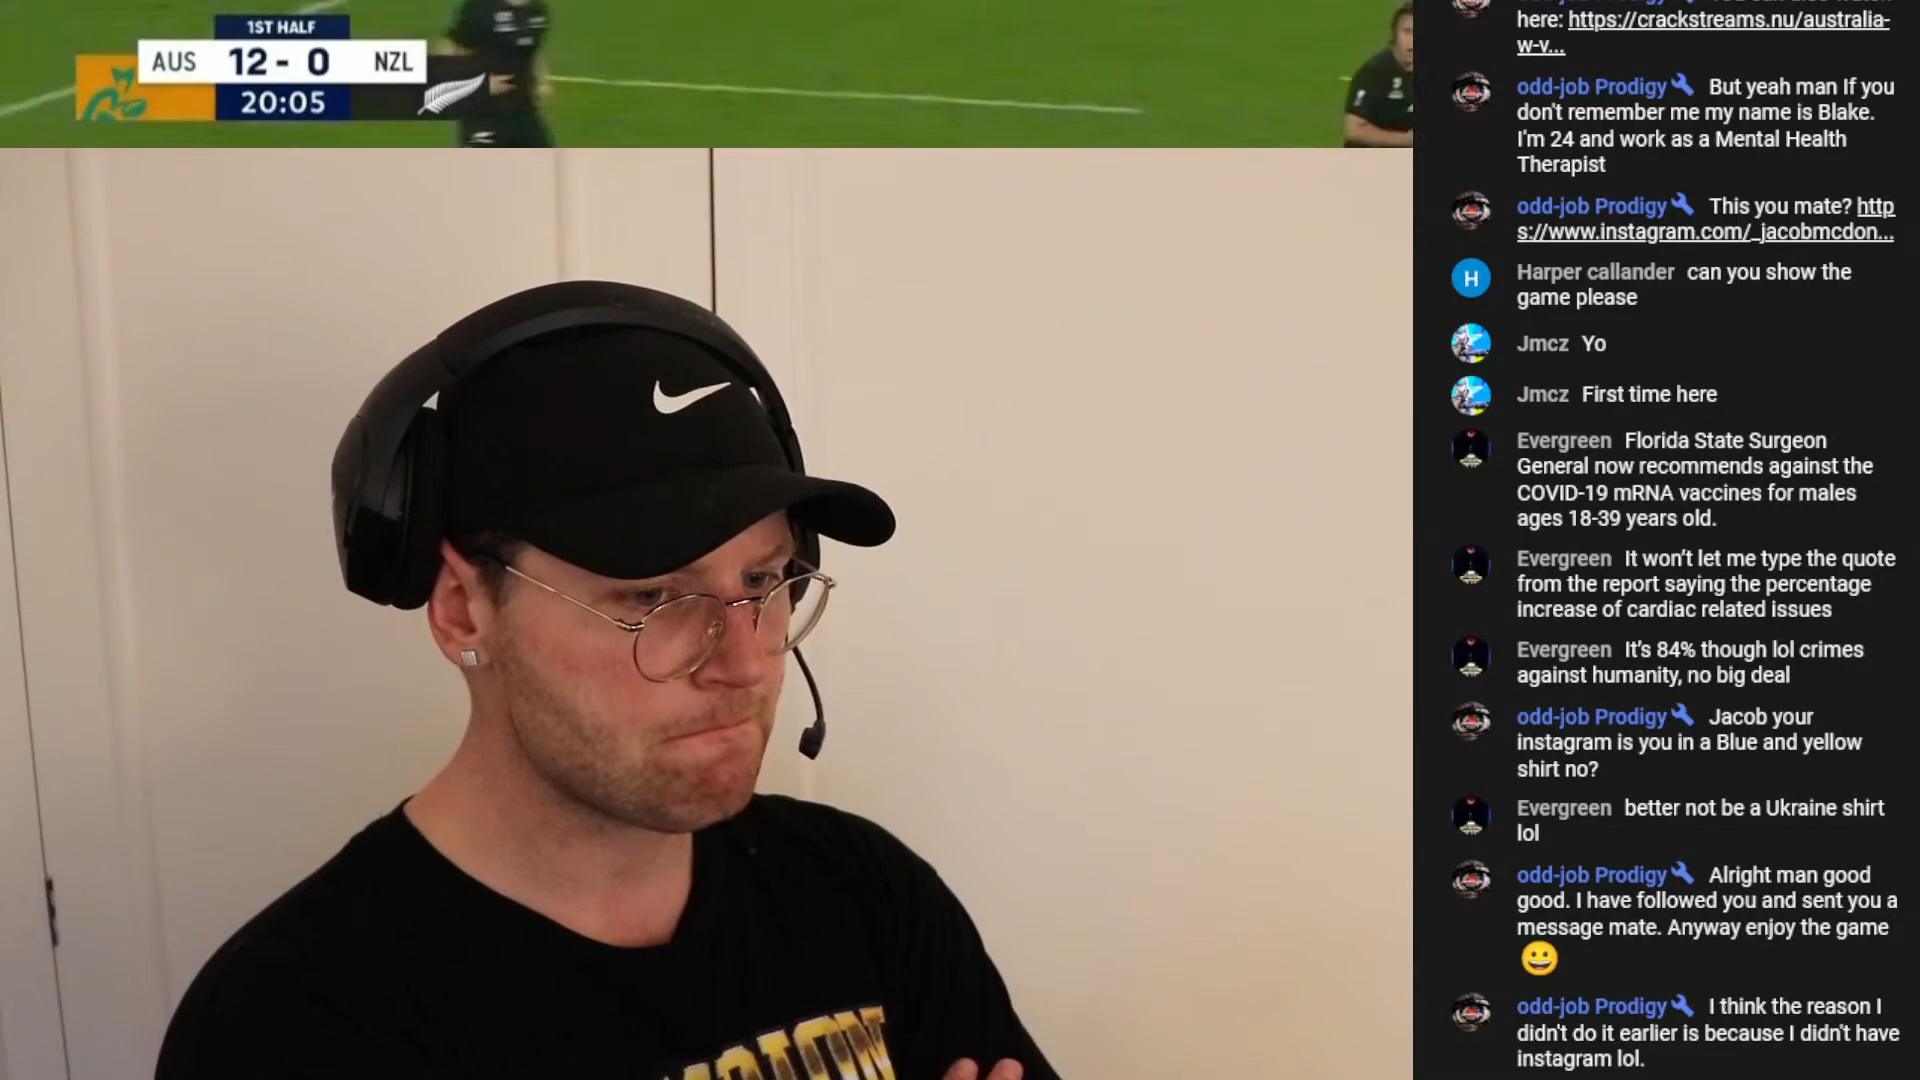 1ST HALF
AUS 12 - 0 NZL
20:05
here: https://crackstreams.nu/australia-
w-v...
odd-job Prodigy But yeah man If you
don't remember me my name is Blake.
I'm 24 and work as a Mental Health
Therapist
odd-job Prodigy This you mate? http
s://www.instagram.com/_jacobmcdon...
H Harper callander can you show the
game please
Jmcz Yo
Jmcz First time here
Evergreen Florida State Surgeon
General now recommends against the
COVID-19 mRNA vaccines for males
ages 18-39 years old.
Evergreen It won’t let me type the quote
from the report saying the percentage
increase of cardiac related issues
Evergreen It’s 84% though lol crimes
against humanity, no big deal
odd-job Prodigy Jacob your
instagram is you in a Blue and yellow
shirt no?
Evergreen better not be a Ukraine shirt
lol
odd-job Prodigy Alright man good
good. I have followed you and sent you a
message mate. Anyway enjoy the game
😀
odd-job Prodigy I think the reason I
didn't do it earlier is because I didn't have
instagram lol.